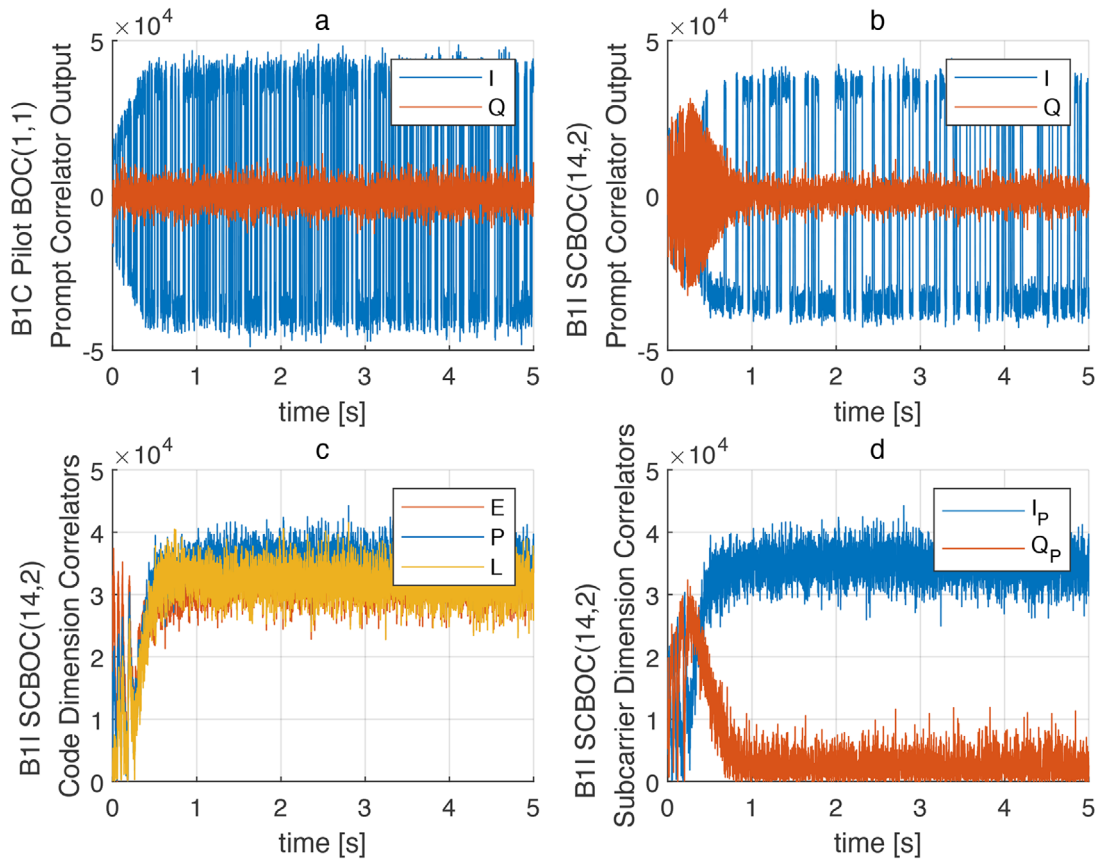 a
×10⁴
5
0
-5
B1C Pilot BOC(1,1)
Prompt Correlator Output
I
Q
0 1 2 3 4 5
time [s]
b
×10⁴
5
0
-5
B1I SCBOC(14,2)
Prompt Correlator Output
I
Q
0 1 2 3 4 5
time [s]
c
×10⁴
5
4
3
2
1
0
B1I SCBOC(14,2)
Code Dimension Correlators
E
P
L
0 1 2 3 4 5
time [s]
d
×10⁴
5
4
3
2
1
0
B1I SCBOC(14,2)
Subcarrier Dimension Correlators
I_P
Q_P
0 1 2 3 4 5
time [s]